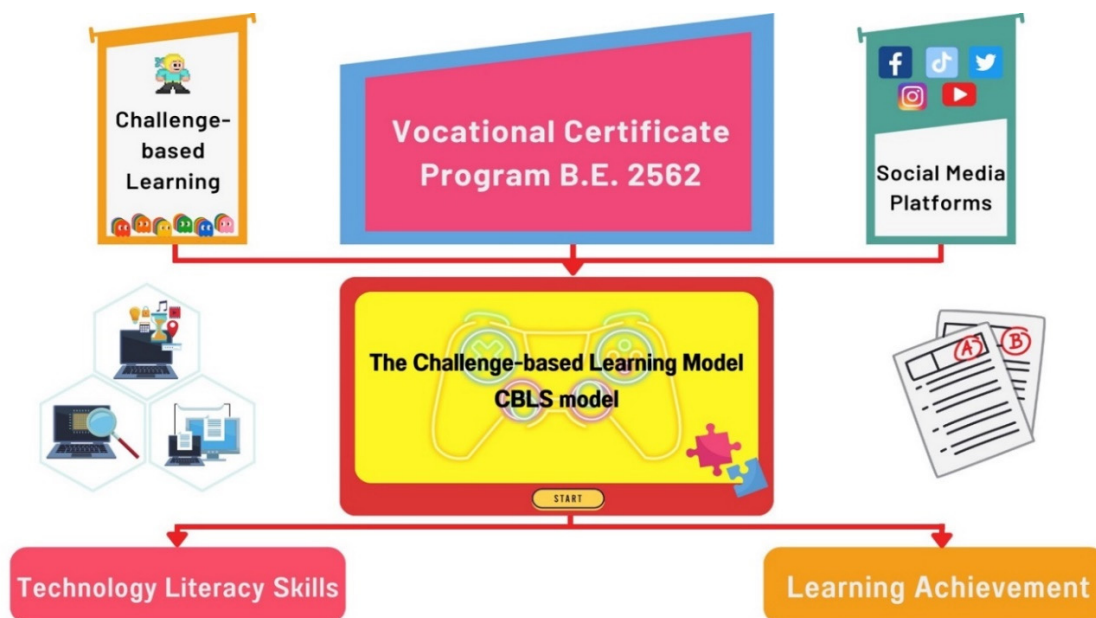 Challenge-
based
Learning
Vocational Certificate
Program B.E. 2562
Social Media
Platforms
The Challenge-based Learning Model
CBLS model
START
A
B
Technology Literacy Skills
Learning Achievement